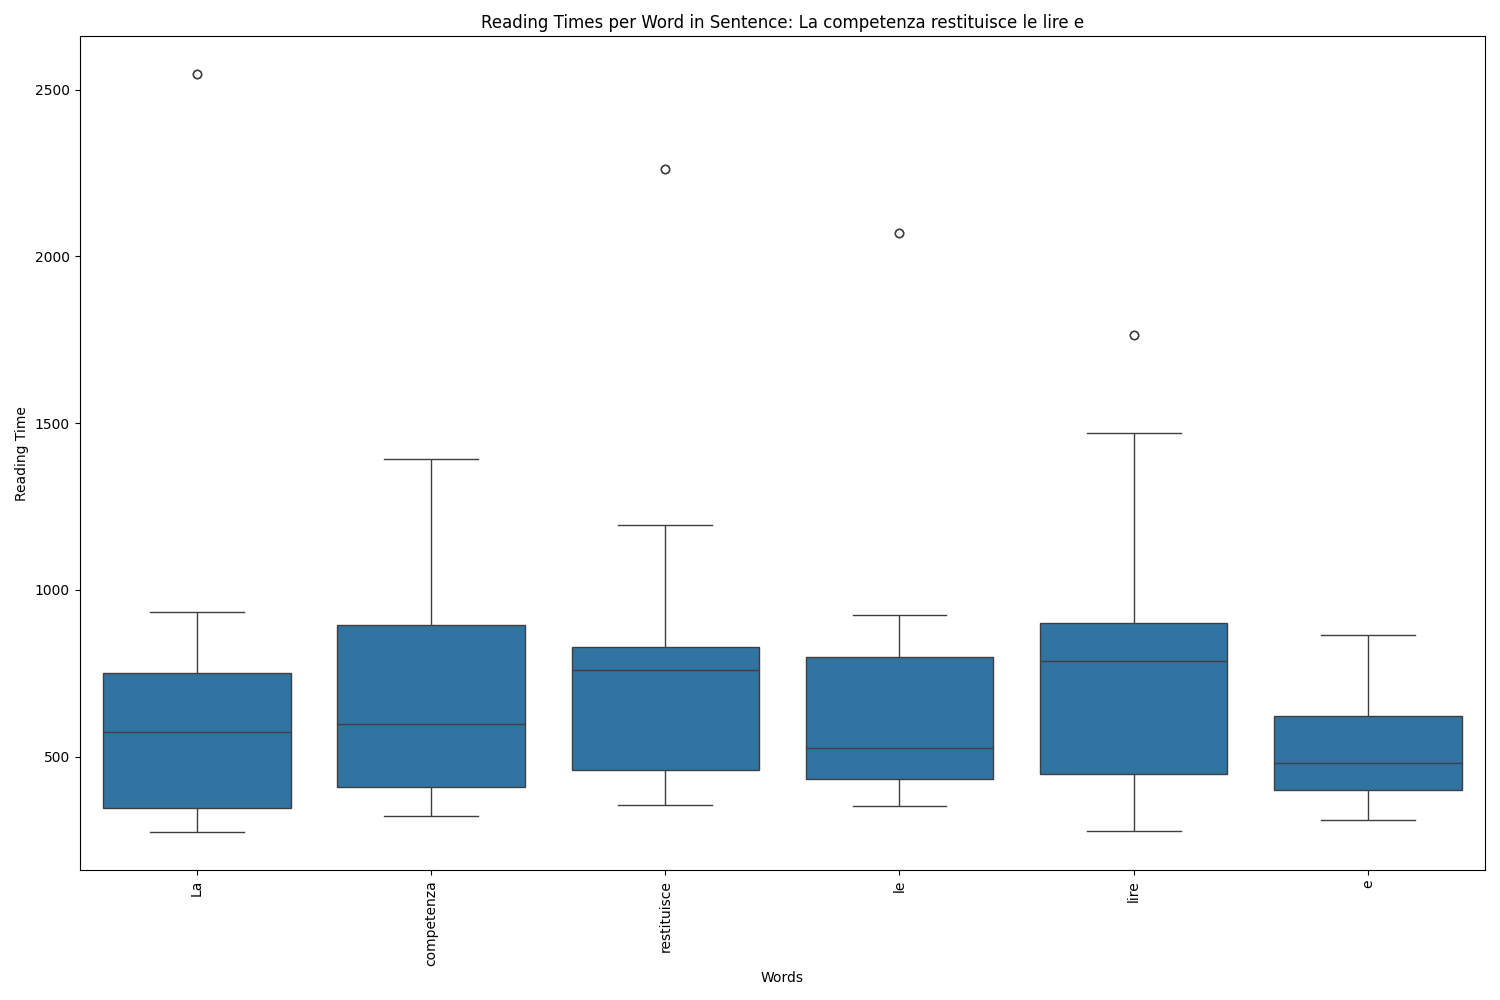 Reading Times per Word in Sentence: La competenza restituisce le lire e
2500
2000
1500
1000
500
Reading Time
La
competenza
restituisce
le
lire
e
Words